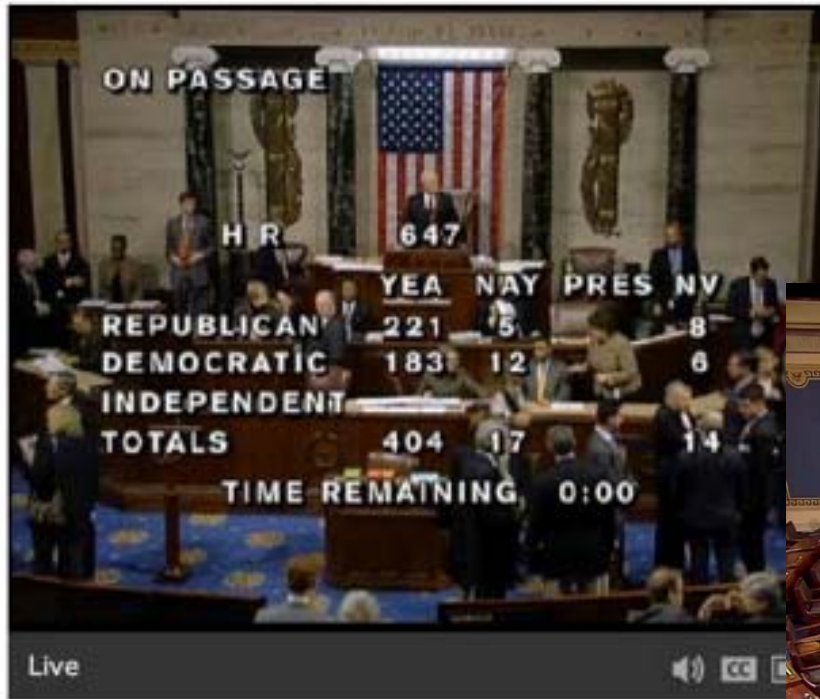 ON PASSAGE
H R 647
YEA NAY PRES NV
REPUBLICAN 221 5 8
DEMOCRATIC 183 12 6
INDEPENDENT
TOTALS 404 17 14
TIME REMAINING 0:00
Live
CC